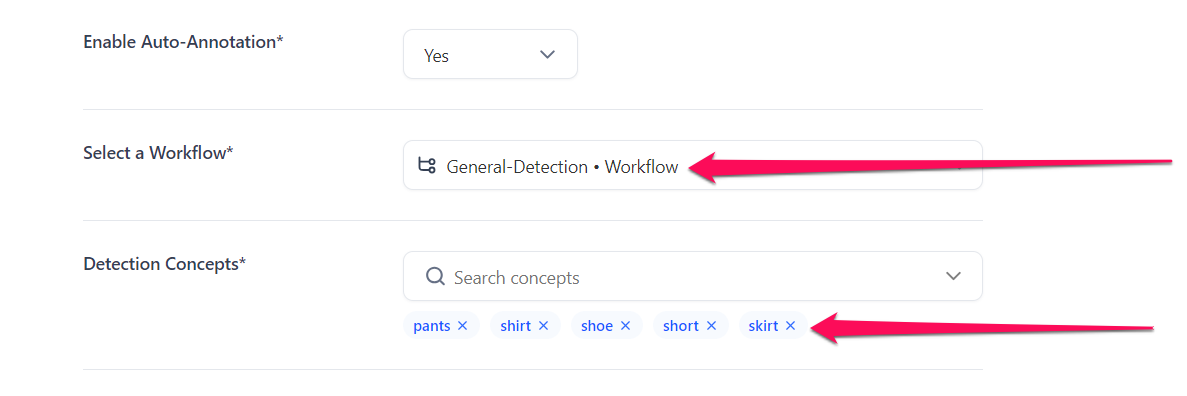 Enable Auto-Annotation*
Yes
Select a Workflow*
General-Detection • Workflow
Detection Concepts*
Search concepts
pants × shirt × shoe × short × skirt ×